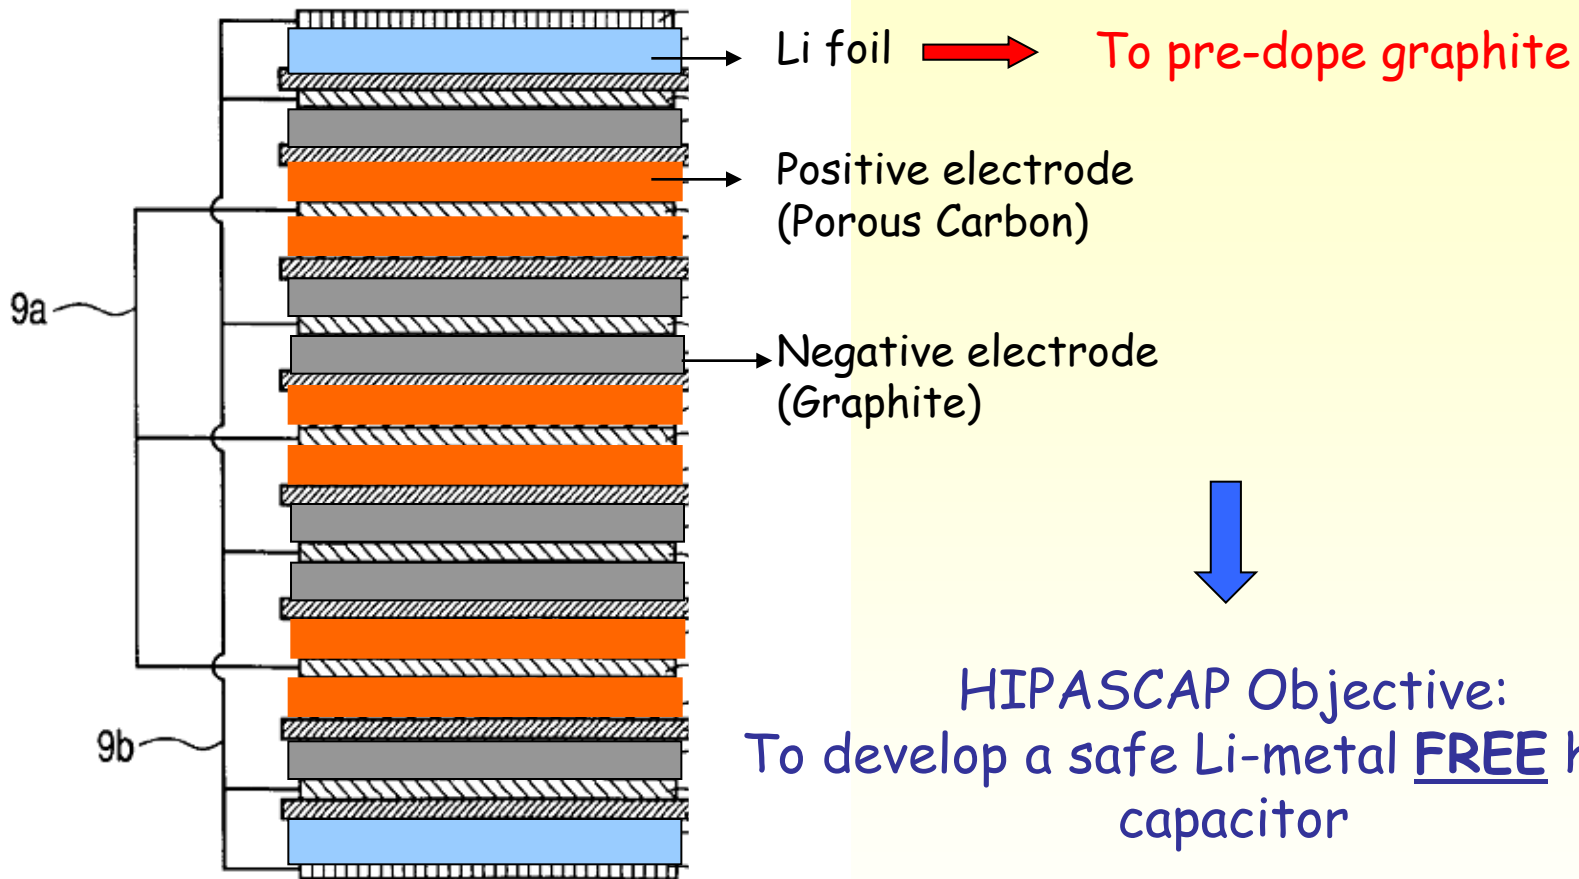 Li foil
To pre-dope graphite
Positive electrode
(Porous Carbon)
9a
Negative electrode
(Graphite)
HIPASCAP Objective:
9b
To develop a safe Li-metal FREE
capacitor